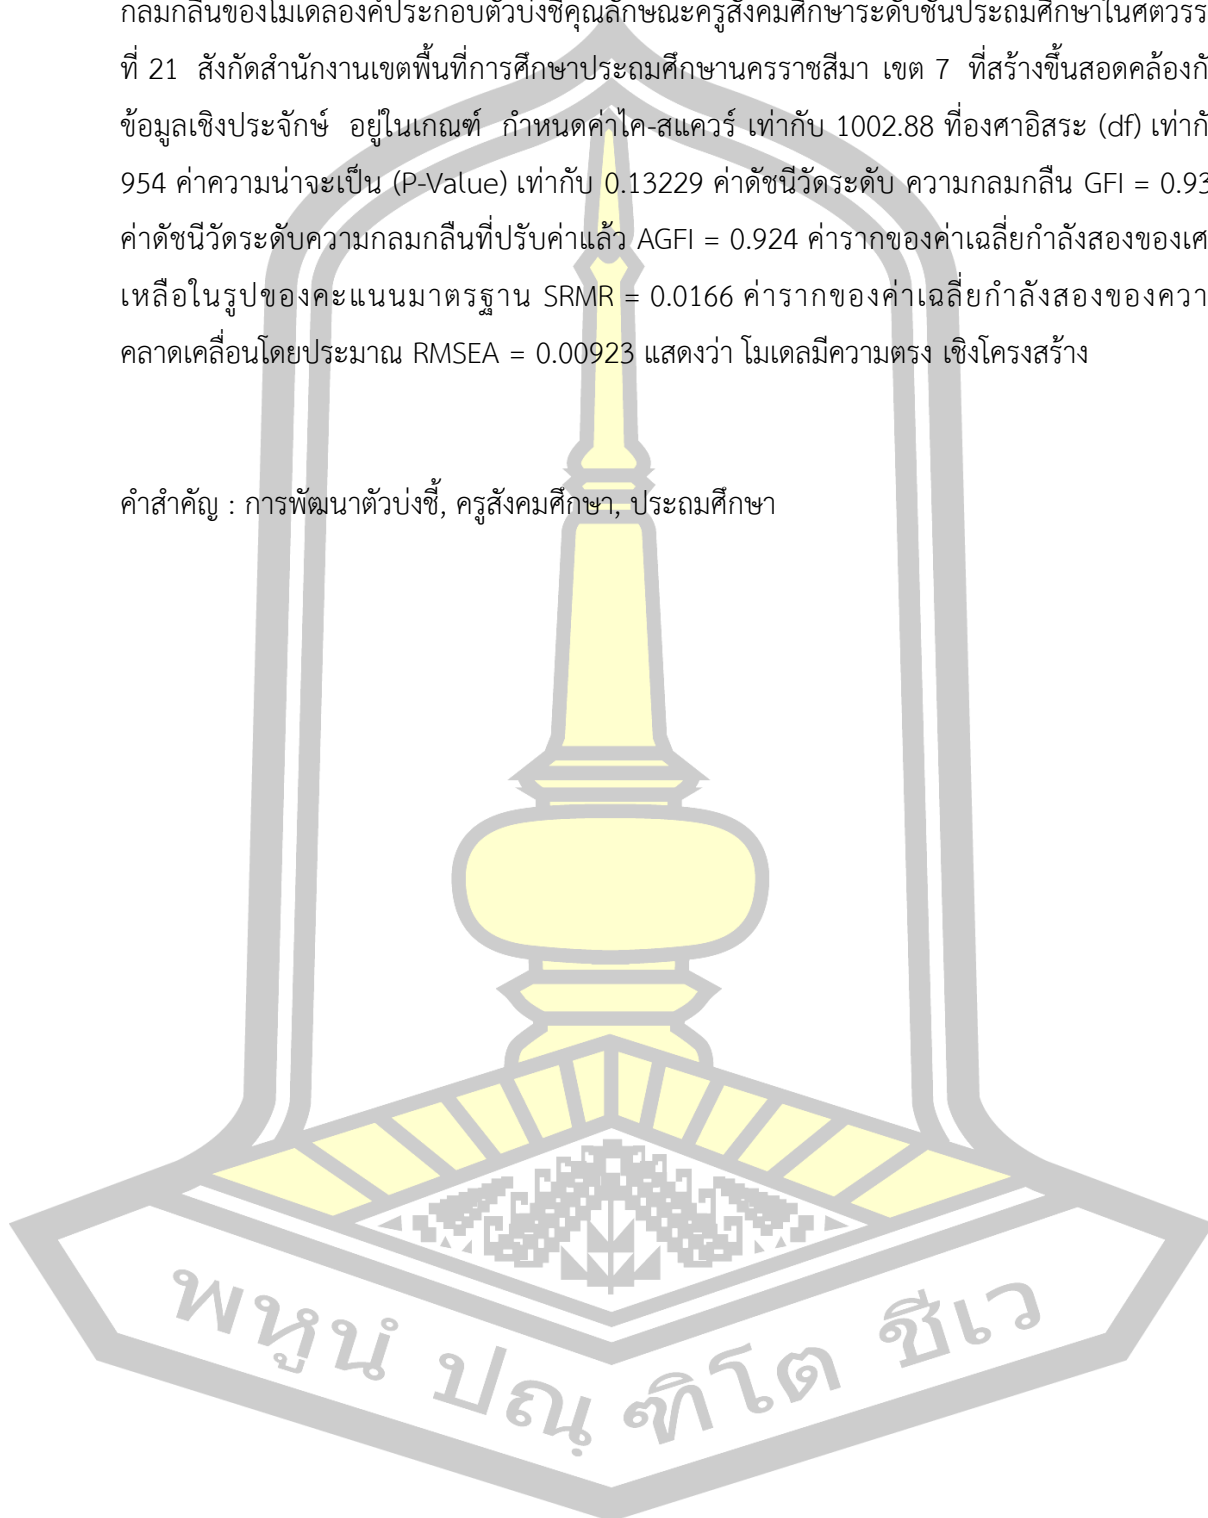 กลมกลืนของโมเดลองค์ประกอบตัวบ่งชี้คุณลักษณะครูสังคมศึกษาระดับชั้นประถมศึกษาในศตวรร
ที่ 21 สังกัดสำนักงานเขตพื้นที่การศึกษาประถมศึกษานครราชสีมา เขต 7 ที่สร้างขึ้นสอดคล้องกั
ข้อมูลเชิงประจักษ์ อยู่ในเกณฑ์ กำหนดค่าไค-สแควร์ เท่ากับ 1002.88 ที่องศาอิสระ (df) เท่ากั
954 ค่าความน่าจะเป็น (P-Value) เท่ากับ 0.13229 ค่าดัชนีวัดระดับ ความกลมกลืน GFI = 0.93
ค่าดัชนีวัดระดับความกลมกลืนที่ปรับค่าแล้ว AGFI = 0.924 ค่ารากของค่าเฉลี่ยกำลังสองของเศ
เหลือในรูปของคะแนนมาตรฐาน SRMR = 0.0166 ค่ารากของค่าเฉลี่ยกำลังสองของควา
คลาดเคลื่อนโดยประมาณ RMSEA = 0.00923 แสดงว่า โมเดลมีความตรง เชิงโครงสร้าง
คำสำคัญ : การพัฒนาตัวบ่งชี้, ครูสังคมศึกษา, ประถมศึกษา
พหูนํ ปณฺฑิโต ชีเว